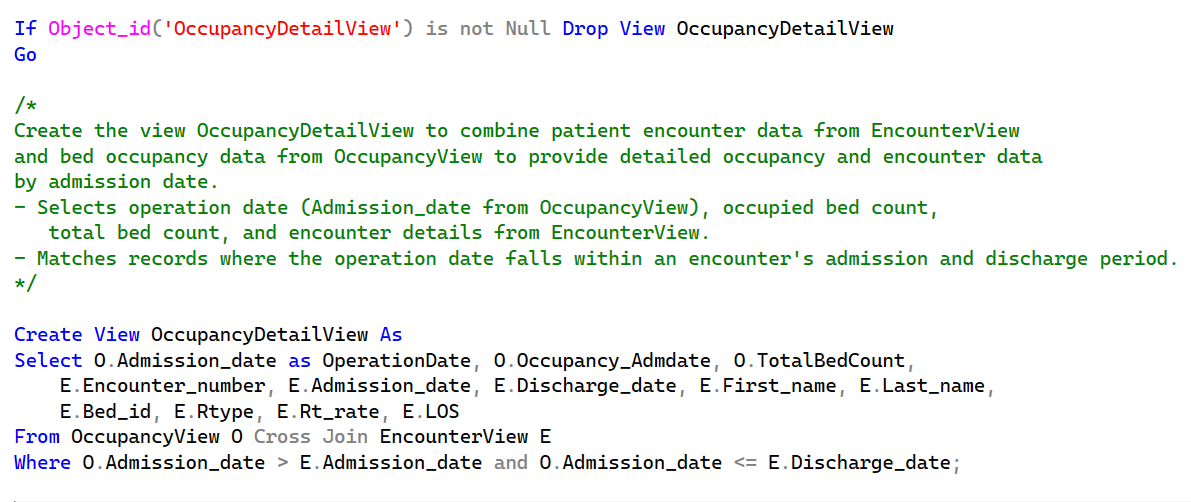 If Object_id('OccupancyDetailView') is not Null Drop View OccupancyDetailView
Go
/*
Create the view OccupancyDetailView to combine patient encounter data from EncounterView
and bed occupancy data from OccupancyView to provide detailed occupancy and encounter data
by admission date.
- Selects operation date (Admission_date from OccupancyView), occupied bed count,
total bed count, and encounter details from EncounterView.
- Matches records where the operation date falls within an encounter's admission and discharge period.
*/
Create View OccupancyDetailView As
Select O.Admission_date as OperationDate, O.Occupancy_Admdate, O.TotalBedCount,
E.Encounter_number, E.Admission_date, E.Discharge_date, E.First_name, E.Last_name,
E.Bed_id, E.Rtype, E.Rt_rate, E.LOS
From OccupancyView O Cross Join EncounterView E
Where O.Admission_date > E.Admission_date and O.Admission_date <= E.Discharge_date;